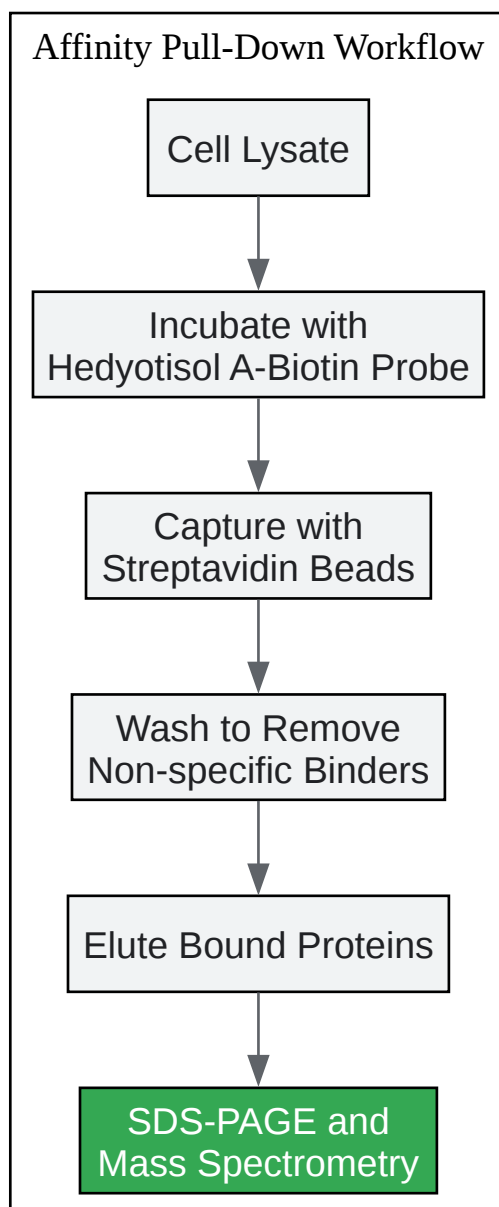 Affinity Pull-Down Workflow
Cell Lysate
Incubate with
Hedyotisol A-Biotin Probe
Capture with
Streptavidin Beads
Wash to Remove
Non-specific Binders
Elute Bound Proteins
SDS-PAGE and
Mass Spectrometry